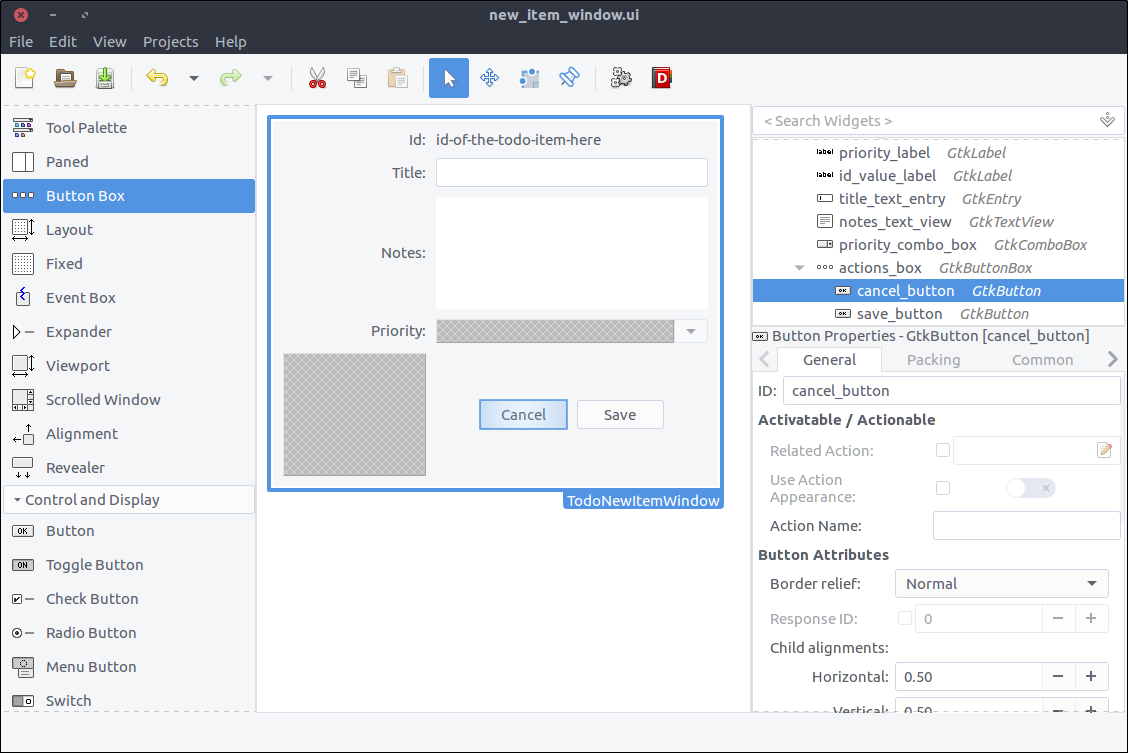 new_item_window.ui
File Edit View Projects Help
Tool Palette
Paned
Button Box
Layout
Fixed
Event Box
Expander
Viewport
Scrolled Window
Alignment
Revealer
Control and Display
Button
Toggle Button
Check Button
Radio Button
Menu Button
Switch
Id: id-of-the-todo-item-here
Title:
Notes:
Priority:
Cancel Save
TodoNewItemWindow
< Search Widgets >
priority_label GtkLabel
id_value_label GtkLabel
title_text_entry GtkEntry
notes_text_view GtkTextView
priority_combo_box GtkComboBox
actions_box GtkButtonBox
cancel_button GtkButton
save_button GtkButton
Button Properties - GtkButton [cancel_button]
General Packing Common
ID: cancel_button
Activatable / Actionable
Related Action:
Use Action
Appearance:
Action Name:
Button Attributes
Border relief: Normal
Response ID: 0
Child alignments:
Horizontal: 0.50
Vertical: 0.50